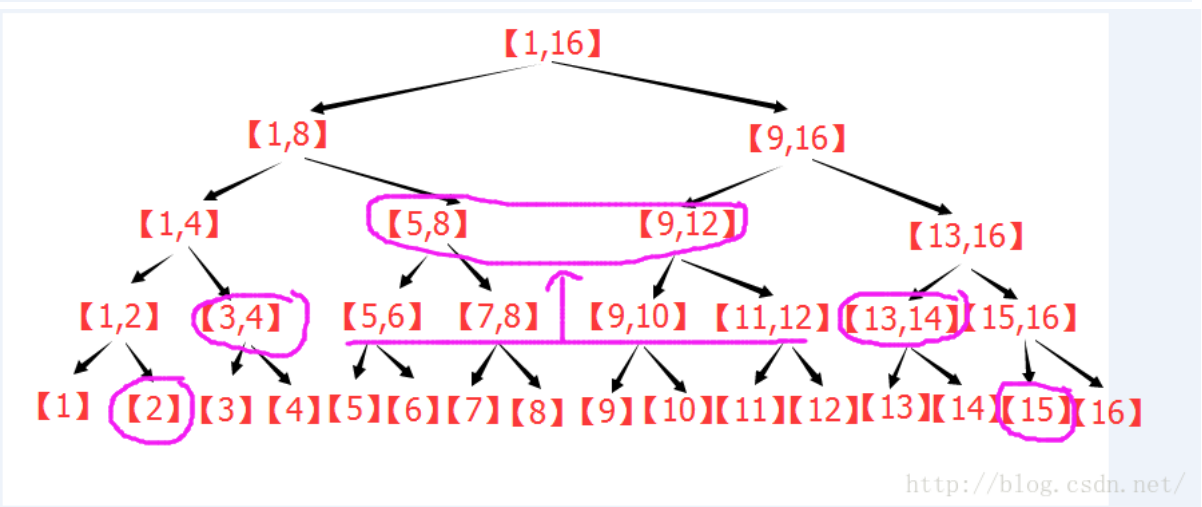 【1,16】
【1,8】 【9,16】
【1,4】 【5,8】 【9,12】 【13,16】
【1,2】 【3,4】 【5,6】 【7,8】 【9,10】 【11,12】 【13,14】 【15,16】
【1】 【2】 【3】 【4】 【5】 【6】 【7】 【8】 【9】 【10】 【11】 【12】 【13】 【14】 【15】 【16】
http://blog.csdn.net/